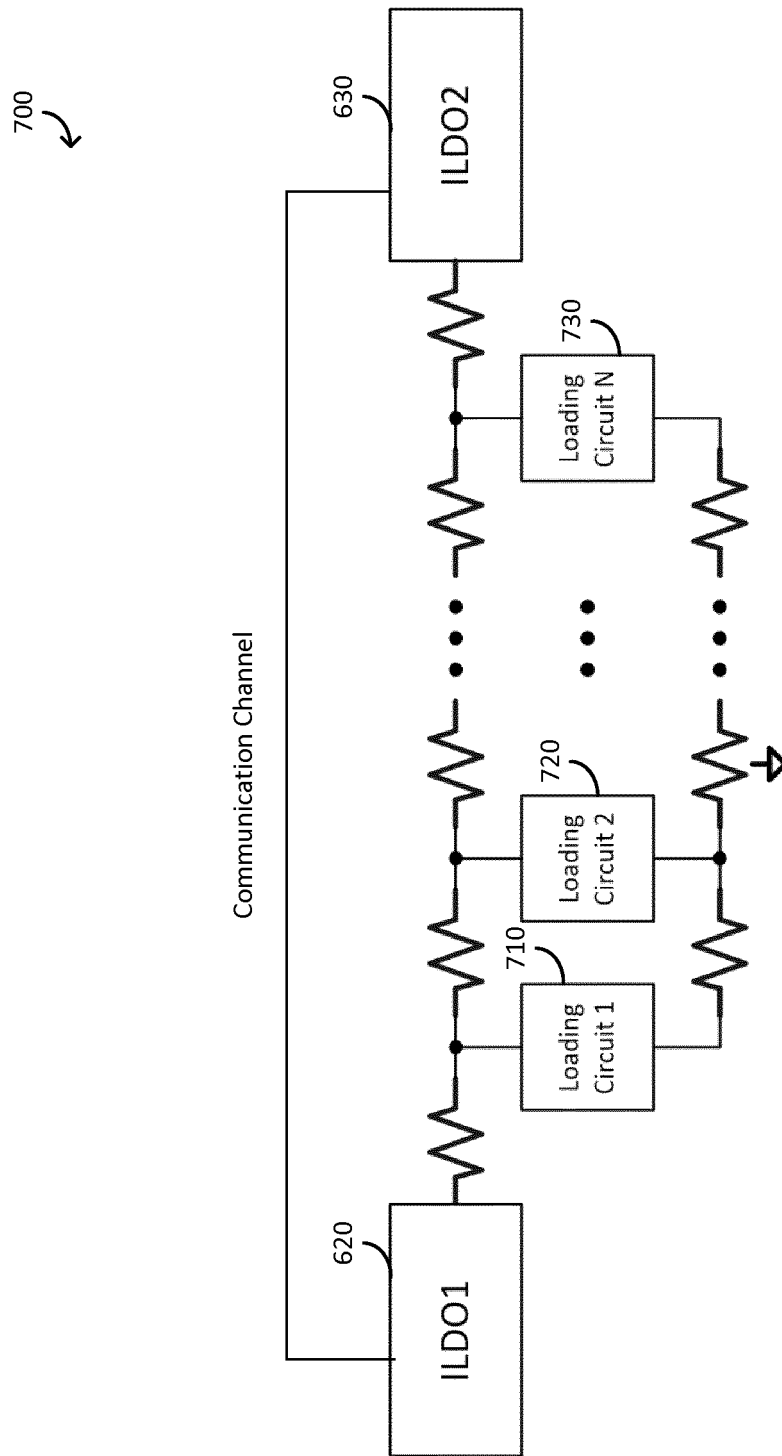 700
Communication Channel
620
ILDO1
630
ILDO2
710
Loading
Circuit 1
720
Loading
Circuit 2
730
Loading
Circuit N